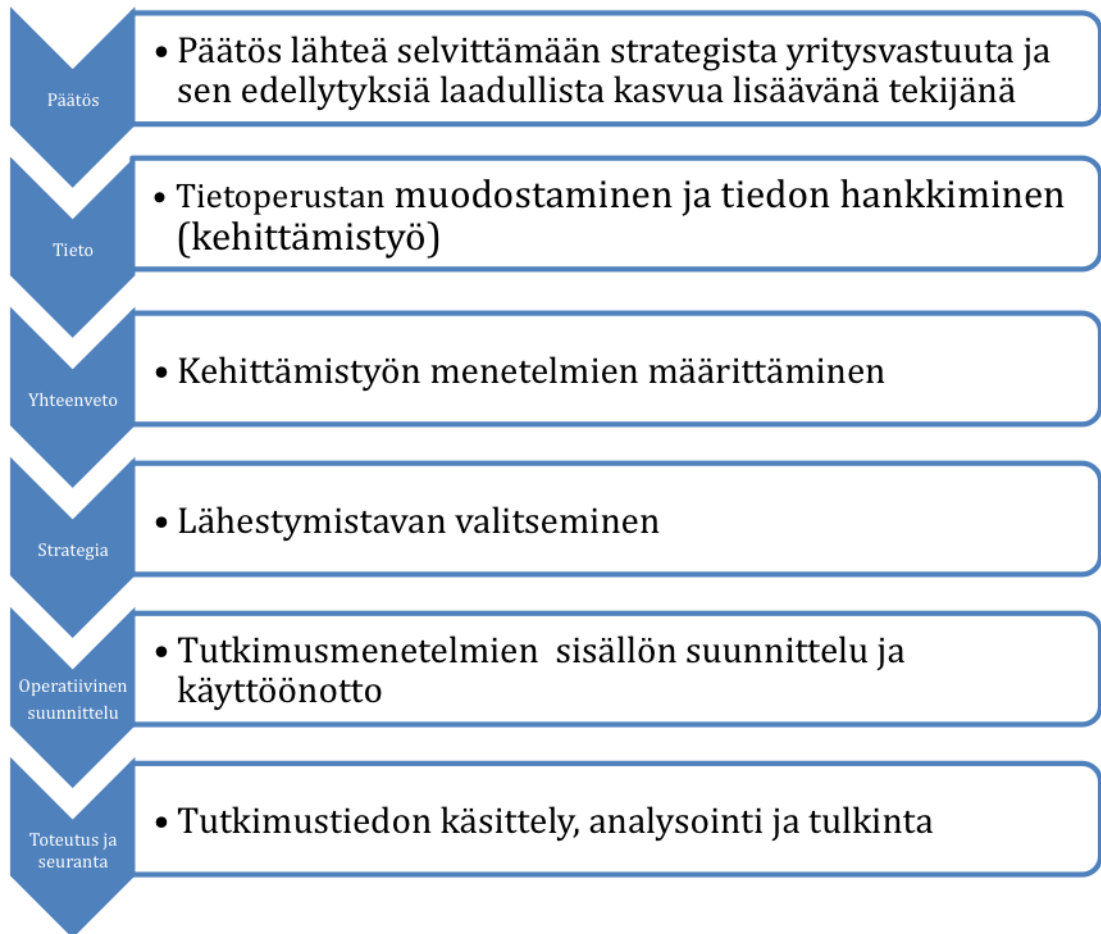 Päätös
• Päätös lähteä selvittämään strategista yritysvastuuta ja
sen edellytyksiä laadullista kasvua lisäävänä tekijänä
Tieto
• Tietoperustan muodostaminen ja tiedon hankkiminen
(kehittämistyö)
Yhteenveto
• Kehittämistyön menetelmien määrittäminen
Strategia
• Lähestymistavan valitseminen
Operatiivinen
suunnittelu
• Tutkimusmenetelmien sisällön suunnittelu ja
käyttöönotto
Toteutus ja
seuranta
• Tutkimustiedon käsittely, analysointi ja tulkinta